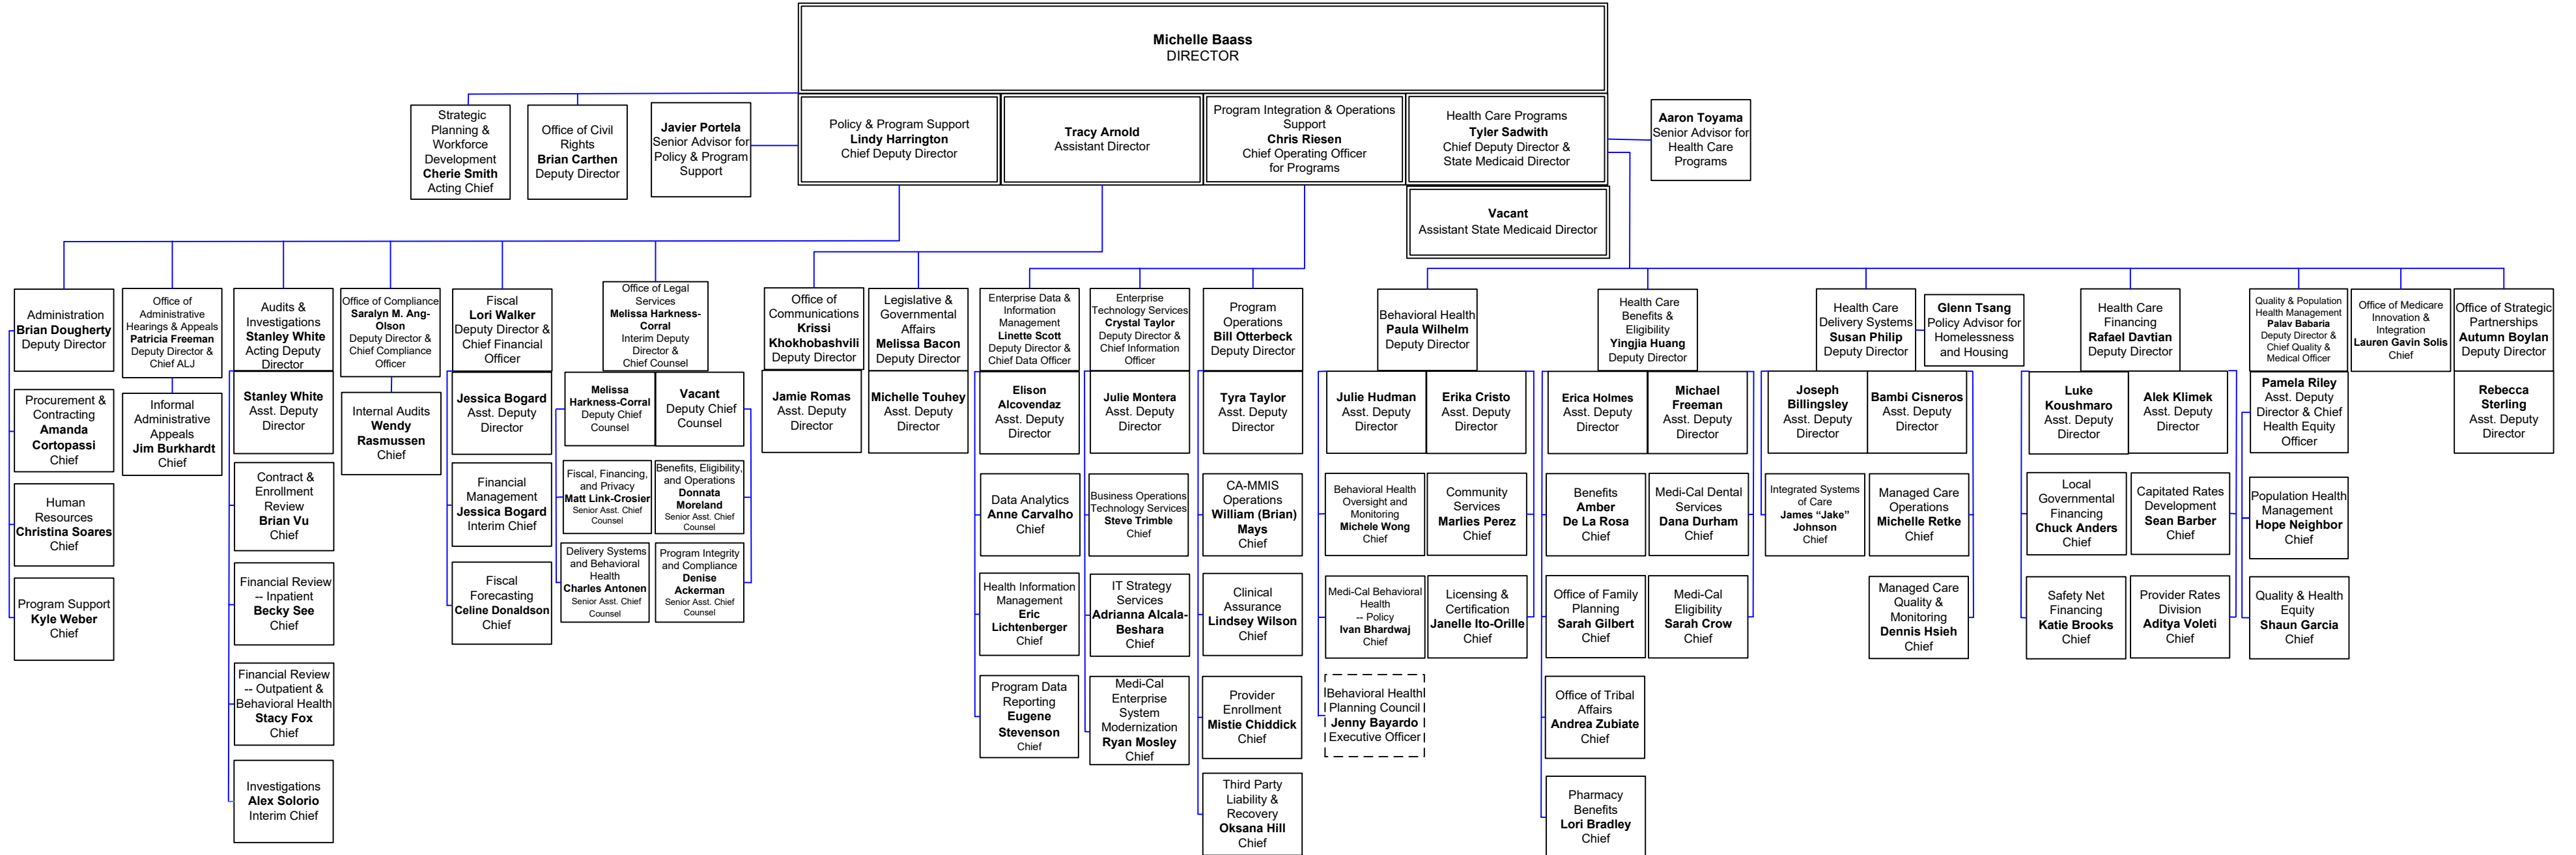 Michelle Baass
DIRECTOR
Strategic
Planning &
Workforce
Development
Cherie Smith
Acting Chief
Office of Civil
Rights
Brian Carthen
Deputy Director
Javier Portela
Senior Advisor for
Policy & Program
Support
Policy & Program Support
Lindy Harrington
Chief Deputy Director
Tracy Arnold
Assistant Director
Program Integration & Operations
Support
Chris Riesen
Chief Operating Officer
for Programs
Health Care Programs
Tyler Sadwith
Chief Deputy Director &
State Medicaid Director
Aaron Toyama
Senior Advisor for
Health Care
Programs
Vacant
Assistant State Medicaid Director
Administration
Brian Dougherty
Deputy Director
Procurement &
Contracting
Amanda
Cortopassi
Chief
Human
Resources
Christina Soares
Chief
Program Support
Kyle Weber
Chief
Office of
Administrative
Hearings & Appeals
Patricia Freeman
Deputy Director &
Chief ALJ
Informal
Administrative
Appeals
Jim Burkhardt
Chief
Audits &
Investigations
Stanley White
Acting Deputy
Director
Stanley White
Asst. Deputy
Director
Contract &
Enrollment
Review
Brian Vu
Chief
Financial Review
-- Inpatient
Becky See
Chief
Financial Review
-- Outpatient &
Behavioral Health
Stacy Fox
Chief
Investigations
Alex Solorio
Interim Chief
Office of Compliance
Saralyn M. Ang-
Olson
Deputy Director &
Chief Compliance
Officer
Internal Audits
Wendy
Rasmussen
Chief
Fiscal
Lori Walker
Deputy Director &
Chief Financial
Officer
Jessica Bogard
Asst. Deputy
Director
Financial
Management
Jessica Bogard
Interim Chief
Fiscal
Forecasting
Celine Donaldson
Chief
Office of Legal
Services
Melissa Harkness-
Corral
Interim Deputy
Director &
Chief Counsel
Melissa
Harkness-Corral
Deputy Chief
Counsel
Vacant
Deputy Chief
Counsel
Fiscal, Financing,
and Privacy
Matt Link-Crosier
Senior Asst. Chief
Counsel
Benefits, Eligibility,
and Operations
Donnata
Moreland
Senior Asst. Chief
Counsel
Delivery Systems
and Behavioral
Health
Charles Antonen
Senior Asst. Chief
Counsel
Program Integrity
and Compliance
Denise
Ackerman
Senior Asst. Chief
Counsel
Office of
Communications
Krissi
Khokhobashvili
Deputy Director
Jamie Romas
Asst. Deputy
Director
Legislative &
Governmental
Affairs
Melissa Bacon
Deputy Director
Michelle Touhey
Asst. Deputy
Director
Enterprise Data &
Information
Management
Linette Scott
Deputy Director &
Chief Data Officer
Elison
Alcovendaz
Asst. Deputy
Director
Data Analytics
Anne Carvalho
Chief
Health Information
Management
Eric
Lichtenberger
Chief
Program Data
Reporting
Eugene
Stevenson
Chief
Enterprise
Technology Services
Crystal Taylor
Deputy Director &
Chief Information
Officer
Julie Montera
Asst. Deputy
Director
Business Operations
Technology Services
Steve Trimble
Chief
IT Strategy
Services
Adrianna Alcala-
Beshara
Chief
Medi-Cal
Enterprise
System
Modernization
Ryan Mosley
Chief
Program
Operations
Bill Otterbeck
Deputy Director
Tyra Taylor
Asst. Deputy
Director
CA-MMIS
Operations
William (Brian)
Mays
Chief
Clinical
Assurance
Lindsey Wilson
Chief
Provider
Enrollment
Mistie Chiddick
Chief
Third Party
Liability &
Recovery
Oksana Hill
Chief
Behavioral Health
Paula Wilhelm
Deputy Director
Julie Hudman
Asst. Deputy
Director
Erika Cristo
Asst. Deputy
Director
Behavioral Health
Oversight and
Monitoring
Michele Wong
Chief
Community
Services
Marlies Perez
Chief
Medi-Cal Behavioral
Health
-- Policy
Ivan Bhardwaj
Chief
Licensing &
Certification
Janelle Ito-Orille
Chief
Behavioral Health
Planning Council
Jenny Bayardo
Executive Officer
Health Care
Benefits &
Eligibility
Yingjia Huang
Deputy Director
Erica Holmes
Asst. Deputy
Director
Michael
Freeman
Asst. Deputy
Director
Benefits
Amber
De La Rosa
Chief
Medi-Cal Dental
Services
Dana Durham
Chief
Office of Family
Planning
Sarah Gilbert
Chief
Medi-Cal
Eligibility
Sarah Crow
Chief
Office of Tribal
Affairs
Andrea Zubiate
Chief
Pharmacy
Benefits
Lori Bradley
Chief
Health Care
Delivery Systems
Susan Philip
Deputy Director
Glenn Tsang
Policy Advisor for
Homelessness
and Housing
Joseph
Billingsley
Asst. Deputy
Director
Bambi Cisneros
Asst. Deputy
Director
Integrated Systems
of Care
James “Jake”
Johnson
Chief
Managed Care
Operations
Michelle Retke
Chief
Managed Care
Quality &
Monitoring
Dennis Hsieh
Chief
Health Care
Financing
Rafael Davtian
Deputy Director
Luke
Koushmaro
Asst. Deputy
Director
Alek Klimek
Asst. Deputy
Director
Local
Governmental
Financing
Chuck Anders
Chief
Capitated Rates
Development
Sean Barber
Chief
Safety Net
Financing
Katie Brooks
Chief
Provider Rates
Division
Aditya Voleti
Chief
Quality & Population
Health Management
Palav Babaria
Deputy Director &
Chief Quality &
Medical Officer
Pamela Riley
Asst. Deputy
Director & Chief
Health Equity
Officer
Population Health
Management
Hope Neighbor
Chief
Quality & Health
Equity
Shaun Garcia
Chief
Office of Medicare
Innovation &
Integration
Lauren Gavin Solis
Chief
Office of Strategic
Partnerships
Autumn Boylan
Deputy Director
Rebecca
Sterling
Asst. Deputy
Director